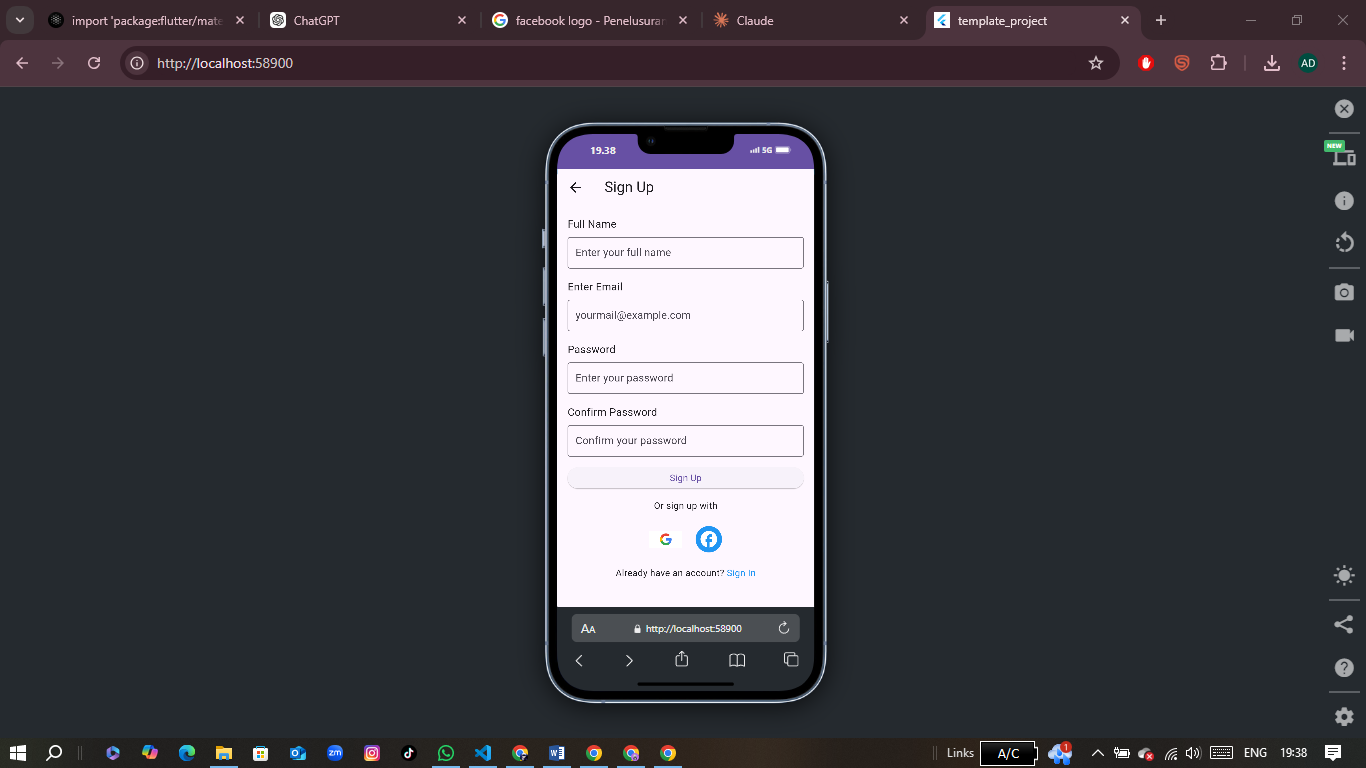 import 'package:flutter/mate
ChatGPT
facebook logo - Penelusuran
Claude
template_project
http://localhost:58900
AD
NEW
19.38
5G
Sign Up
Full Name
Enter your full name
Enter Email
yourmail@example.com
Password
Enter your password
Confirm Password
Confirm your password
Sign Up
Or sign up with
Already have an account? Sign In
AA
http://localhost:58900
zm
W
Links
A/C
1
ENG
19:38